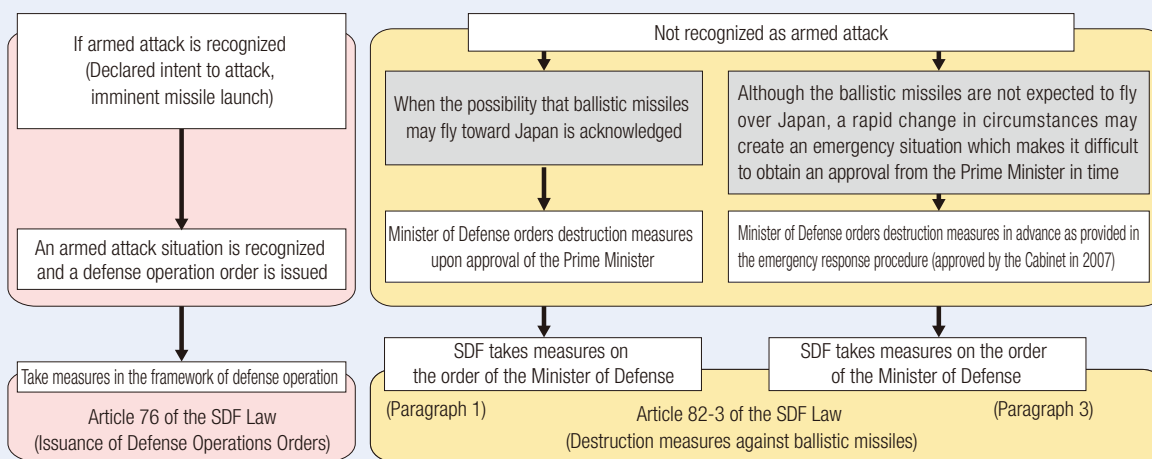 If armed attack is recognized
(Declared intent to attack,
imminent missile launch)
An armed attack situation is recognized
and a defense operation order is issued
Take measures in the framework of defense operation
Article 76 of the SDF Law
(Issuance of Defense Operations Orders)
Not recognized as armed attack
When the possibility that ballistic missiles
may fly toward Japan is acknowledged
Minister of Defense orders destruction measures
upon approval of the Prime Minister
SDF takes measures on
the order of the Minister of Defense
(Paragraph 1)
Although the ballistic missiles are not expected to fly
over Japan, a rapid change in circumstances may
create an emergency situation which makes it difficult
to obtain an approval from the Prime Minister in time
Minister of Defense orders destruction measures in advance as provided in
the emergency response procedure (approved by the Cabinet in 2007)
SDF takes measures on the order
of the Minister of Defense
(Paragraph 3)
Article 82-3 of the SDF Law
(Destruction measures against ballistic missiles)